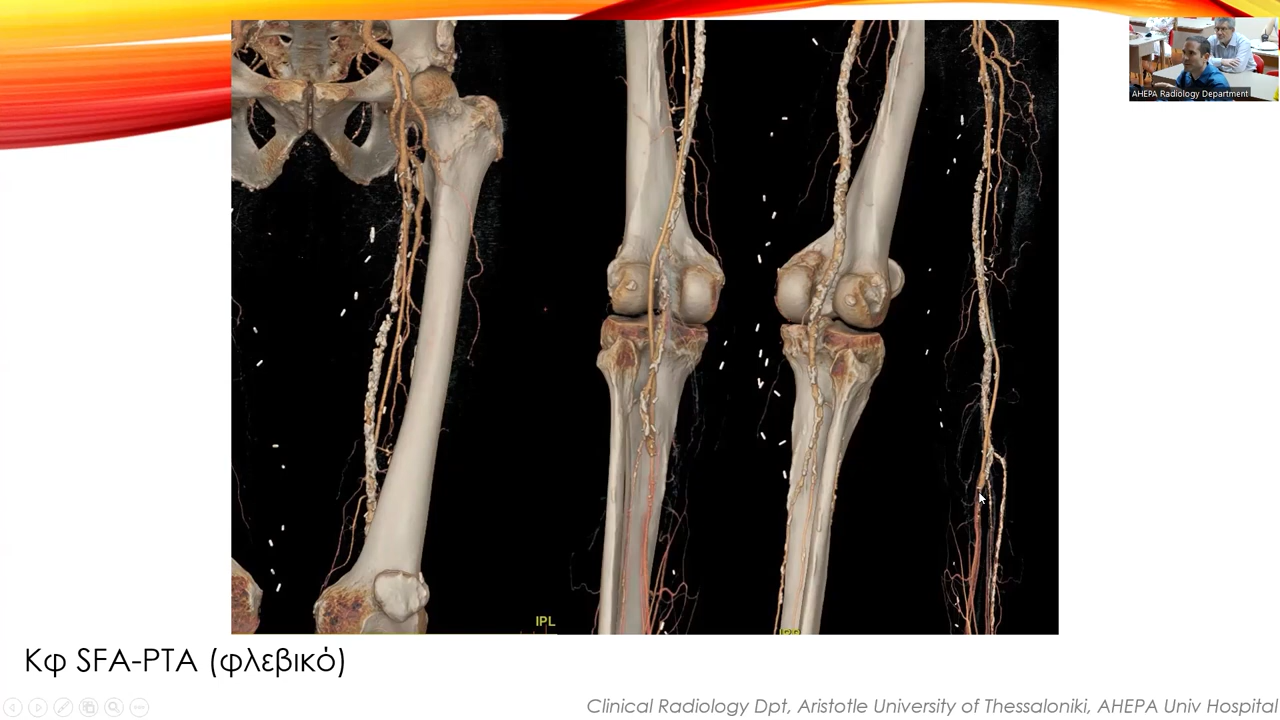 AHEPA Radiology Department
IPL
Κφ SFA-PTA (φλεβικό)
Clinical Radiology Dpt, Aristotle University of Thessaloniki, AHEPA Univ Hospital